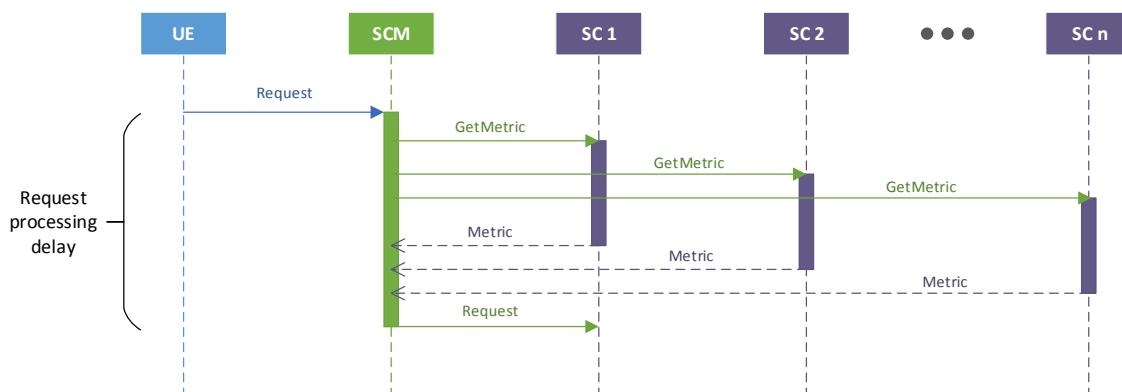 UE
SCM
SC 1
SC 2
SC n
Request
GetMetric
GetMetric
GetMetric
Request
processing
delay
Metric
Metric
Metric
Request